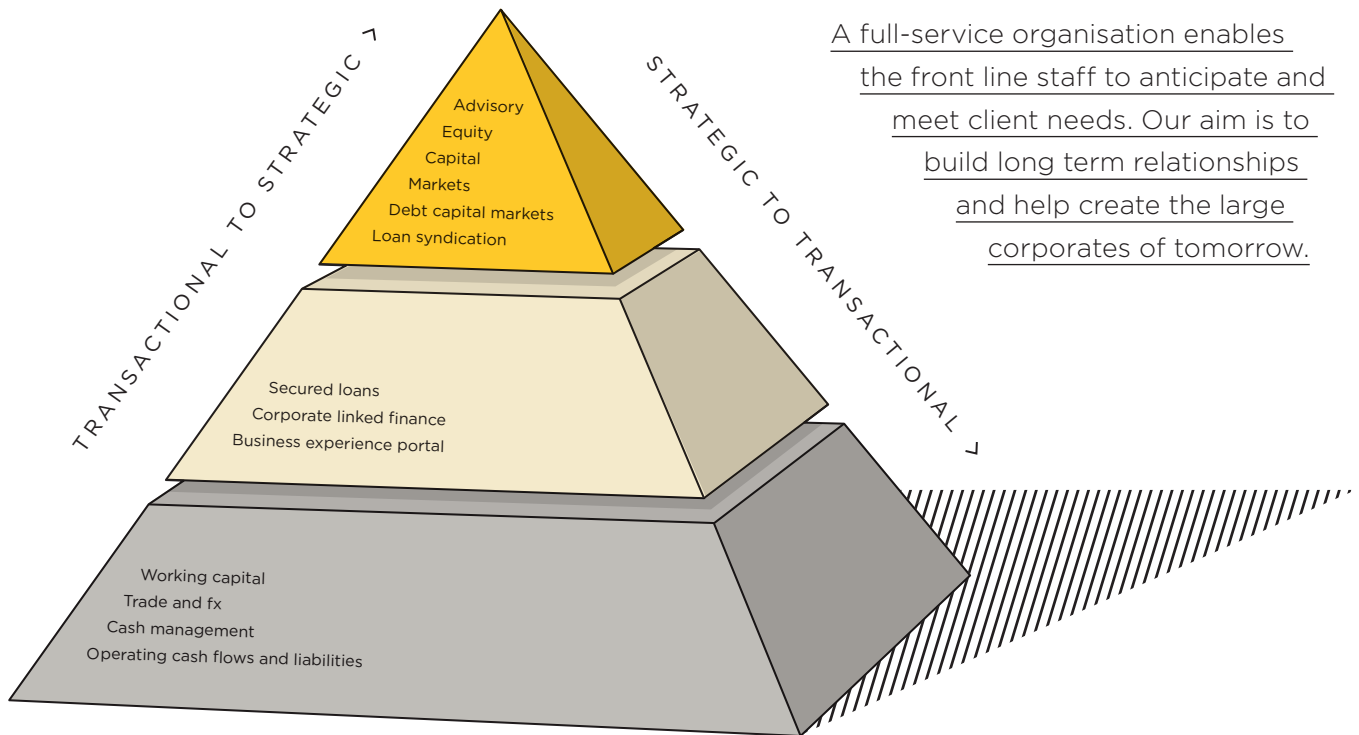 TRANSACTIONAL TO STRATEGIC >
STRATEGIC TO TRANSACTIONAL >
A full-service organisation enables
the front line staff to anticipate and
meet client needs. Our aim is to
build long term relationships
and help create the large
corporates of tomorrow.
Advisory
Equity
Capital
Markets
Debt capital markets
Loan syndication
Secured loans
Corporate linked finance
Business experience portal
Working capital
Trade and fx
Cash management
Operating cash flows and liabilities